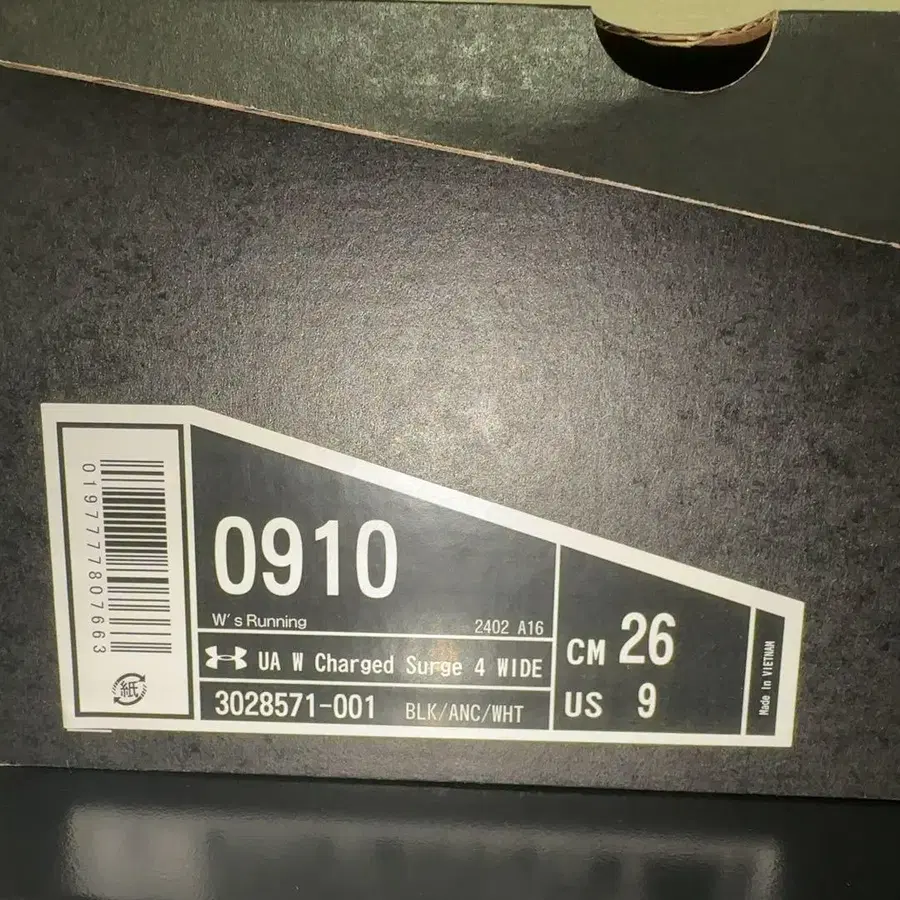 0197777807663
紙
0910
W's Running
2402 A16
UA W Charged Surge 4 WIDE
3028571-001 BLK/ANC/WHT
CM 26
US 9
Made in VIETNAM